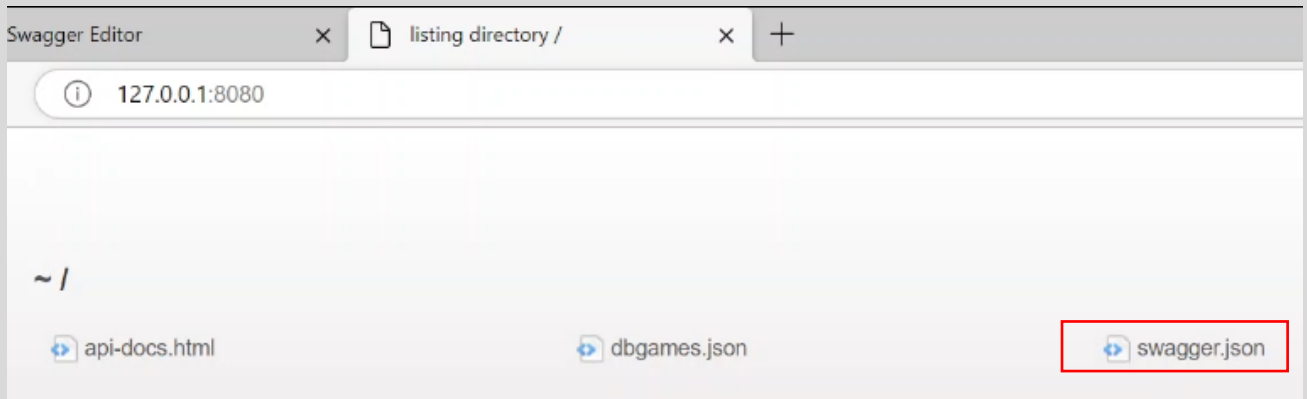 Swagger Editor
listing directory /
127.0.0.1:8080
~ /
api-docs.html
dbgames.json
swagger.json